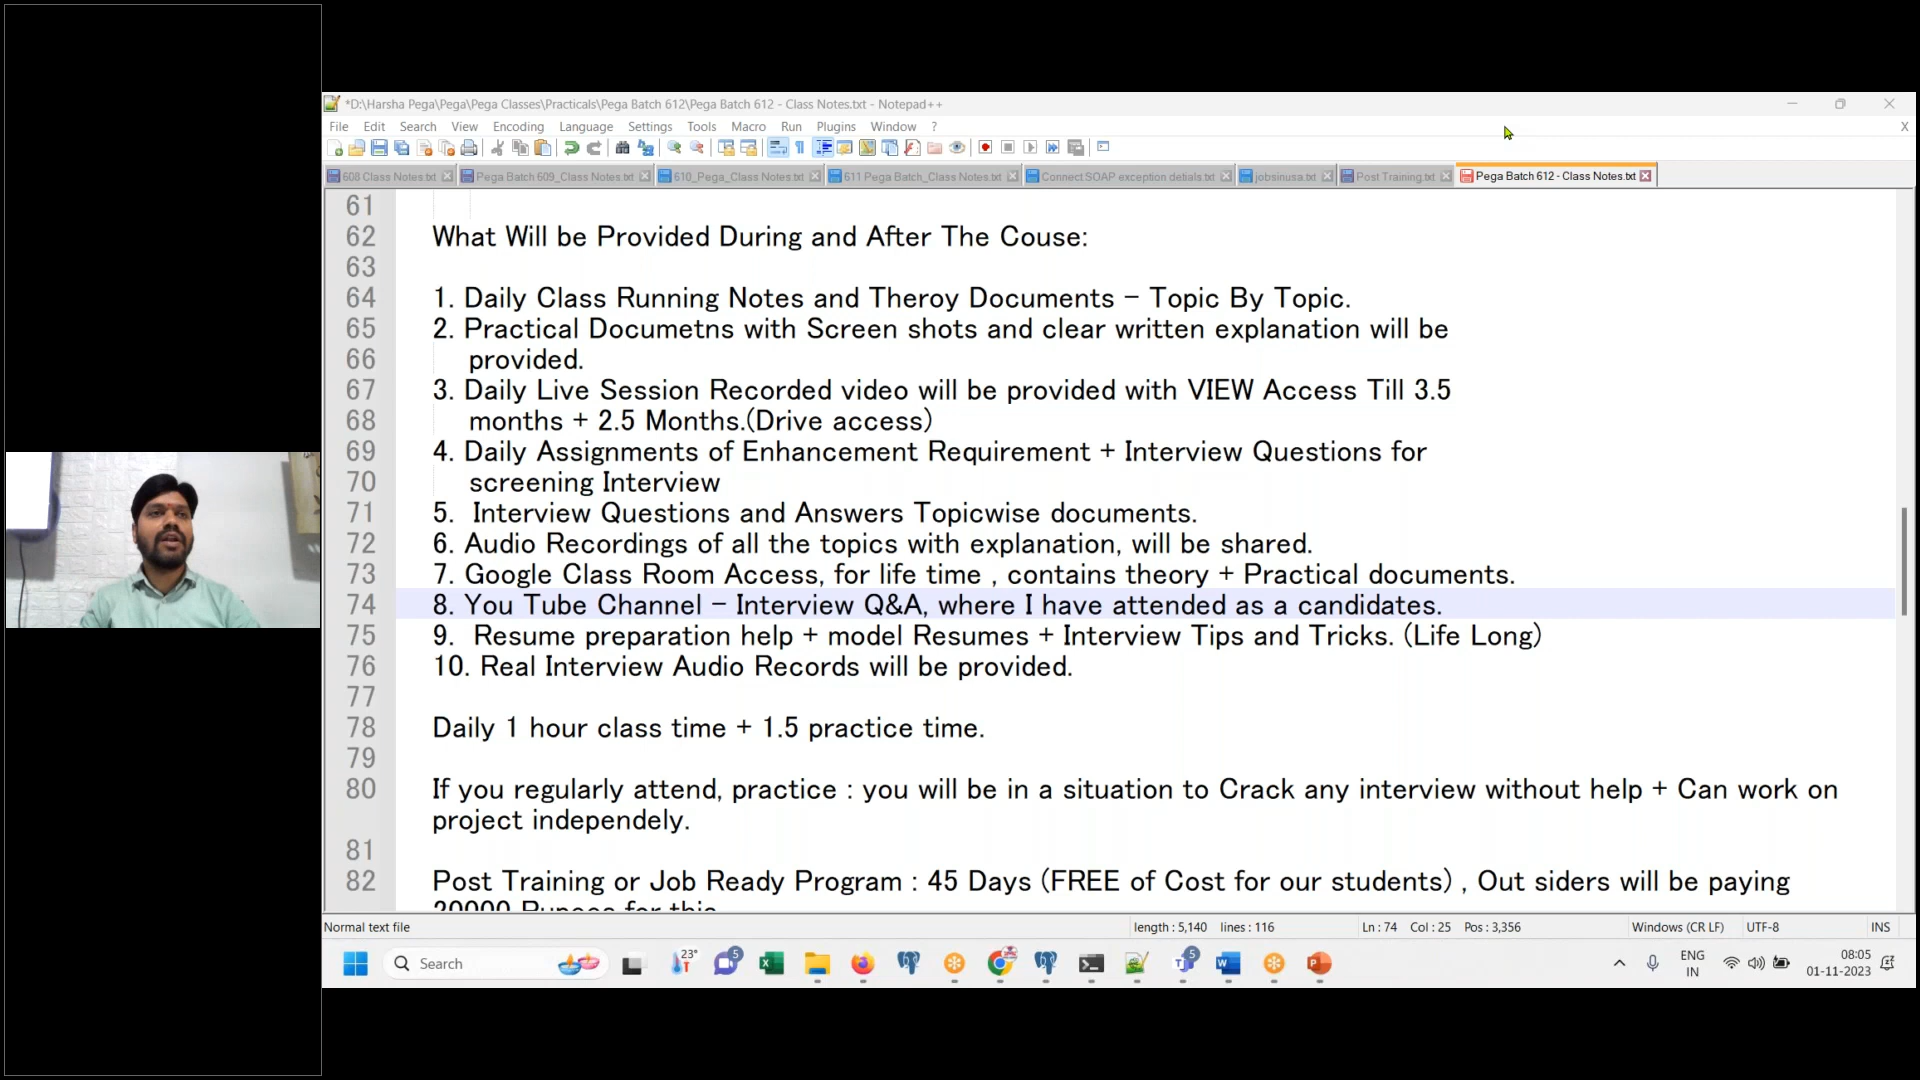 *D:\Harsha Pega\Pega\Pega Classes\Practicals\Pega Batch 612\Pega Batch 612 - Class Notes.txt - Notepad++
File Edit Search View Encoding Language Settings Tools Macro Run Plugins Window ? X
608 Class Notes.txt Pega Batch 609_Class Notes.txt 610_Pega_Class Notes.txt 611 Pega Batch_Class Notes.txt Connect SOAP exception detials.txt jobsinusa.txt Post Training.txt Pega Batch 612 - Class Notes.txt
61
62 What Will be Provided During and After The Couse:
63
64 1. Daily Class Running Notes and Theroy Documents - Topic By Topic.
65 2. Practical Documetns with Screen shots and clear written explanation will be
66 provided.
67 3. Daily Live Session Recorded video will be provided with VIEW Access Till 3.5
68 months + 2.5 Months.(Drive access)
69 4. Daily Assignments of Enhancement Requirement + Interview Questions for
70 screening Interview
71 5. Interview Questions and Answers Topicwise documents.
72 6. Audio Recordings of all the topics with explanation, will be shared.
73 7. Google Class Room Access, for life time , contains theory + Practical documents.
74 8. You Tube Channel - Interview Q&A, where I have attended as a candidates.
75 9. Resume preparation help + model Resumes + Interview Tips and Tricks. (Life Long)
76 10. Real Interview Audio Records will be provided.
77
78 Daily 1 hour class time + 1.5 practice time.
79
80 If you regularly attend, practice : you will be in a situation to Crack any interview without help + Can work on
project independely.
81
82 Post Training or Job Ready Program : 45 Days (FREE of Cost for our students) , Out siders will be paying
20000 Rupees for this
Normal text file length : 5,140 lines : 116 Ln : 74 Col : 25 Pos : 3,356 Windows (CR LF) UTF-8 INS
Search 23° 5 5 ENG IN 08:05 01-11-2023